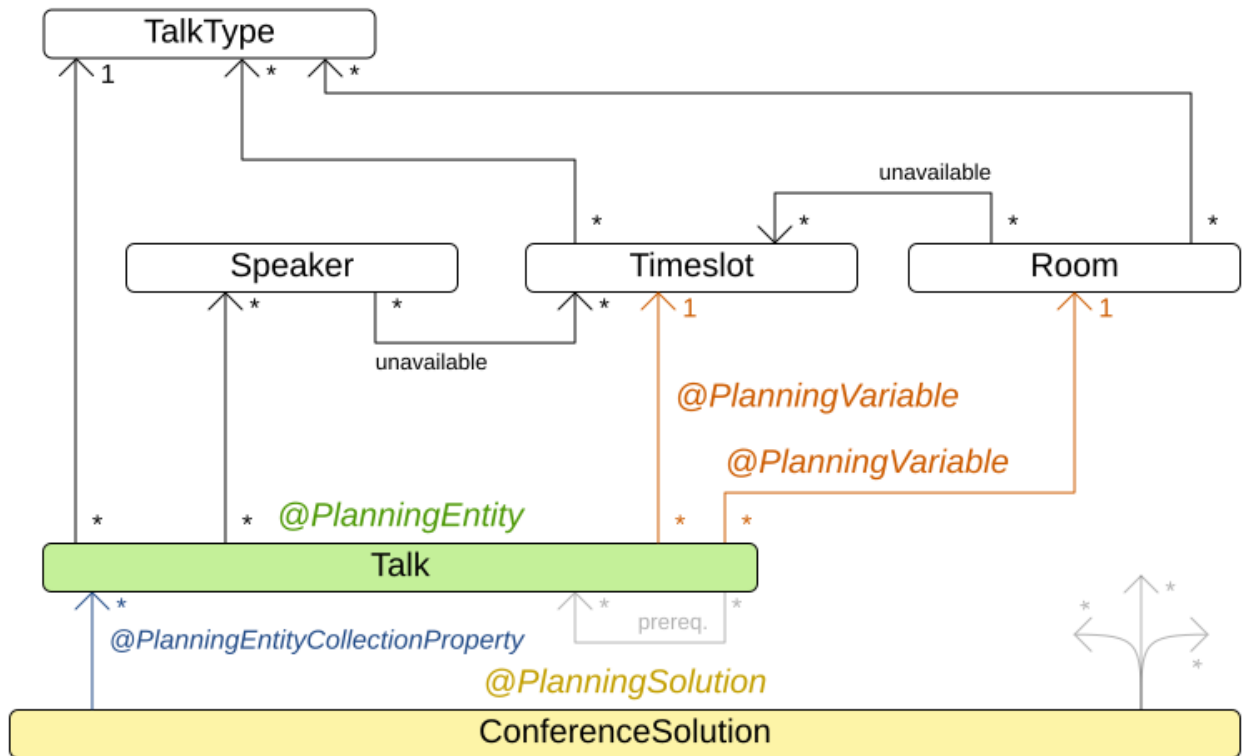 TalkType
1 * *
unavailable
* * * *
Speaker Timeslot Room
* * * 1 1
unavailable
@PlanningVariable
@PlanningVariable
@PlanningEntity
* * * *
Talk
* * * *
prereq.
@PlanningEntityCollectionProperty
* *
@PlanningSolution
ConferenceSolution